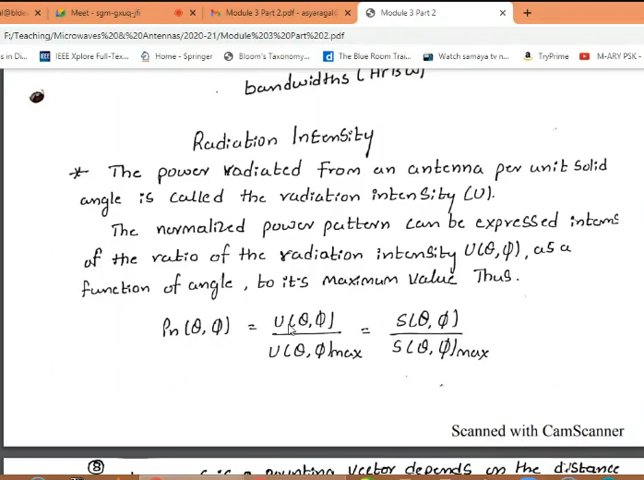 Meet - sgm-gxuq-jfi
Module 3 Part 2.pdf - asyaragal
Module 3 Part 2
F:/Teaching/Microwaves%20&%20Antennas/2020-21/Module%203%20Part%202.pdf
IEEE Xplore Full-Tex...
Home - Springer
Bloom's Taxonomy...
The Blue Room Trai...
Watch samaya tv n...
TryPrime
M-ARY PSK -
bandwidths (HPBW)
Radiation Intensity
* The power radiated from an antenna per unit solid
angle is called the radiation intensity (U).
The normalized power pattern can be expressed interms
of the ratio of the radiation intensity U(θ,φ), as a
function of angle, to it's maximum value Thus.
Pn(θ,φ) = U(θ,φ) / U(θ,φ)max = S(θ,φ) / S(θ,φ)max
Scanned with CamScanner
8
is a pounting vector depends on the distance